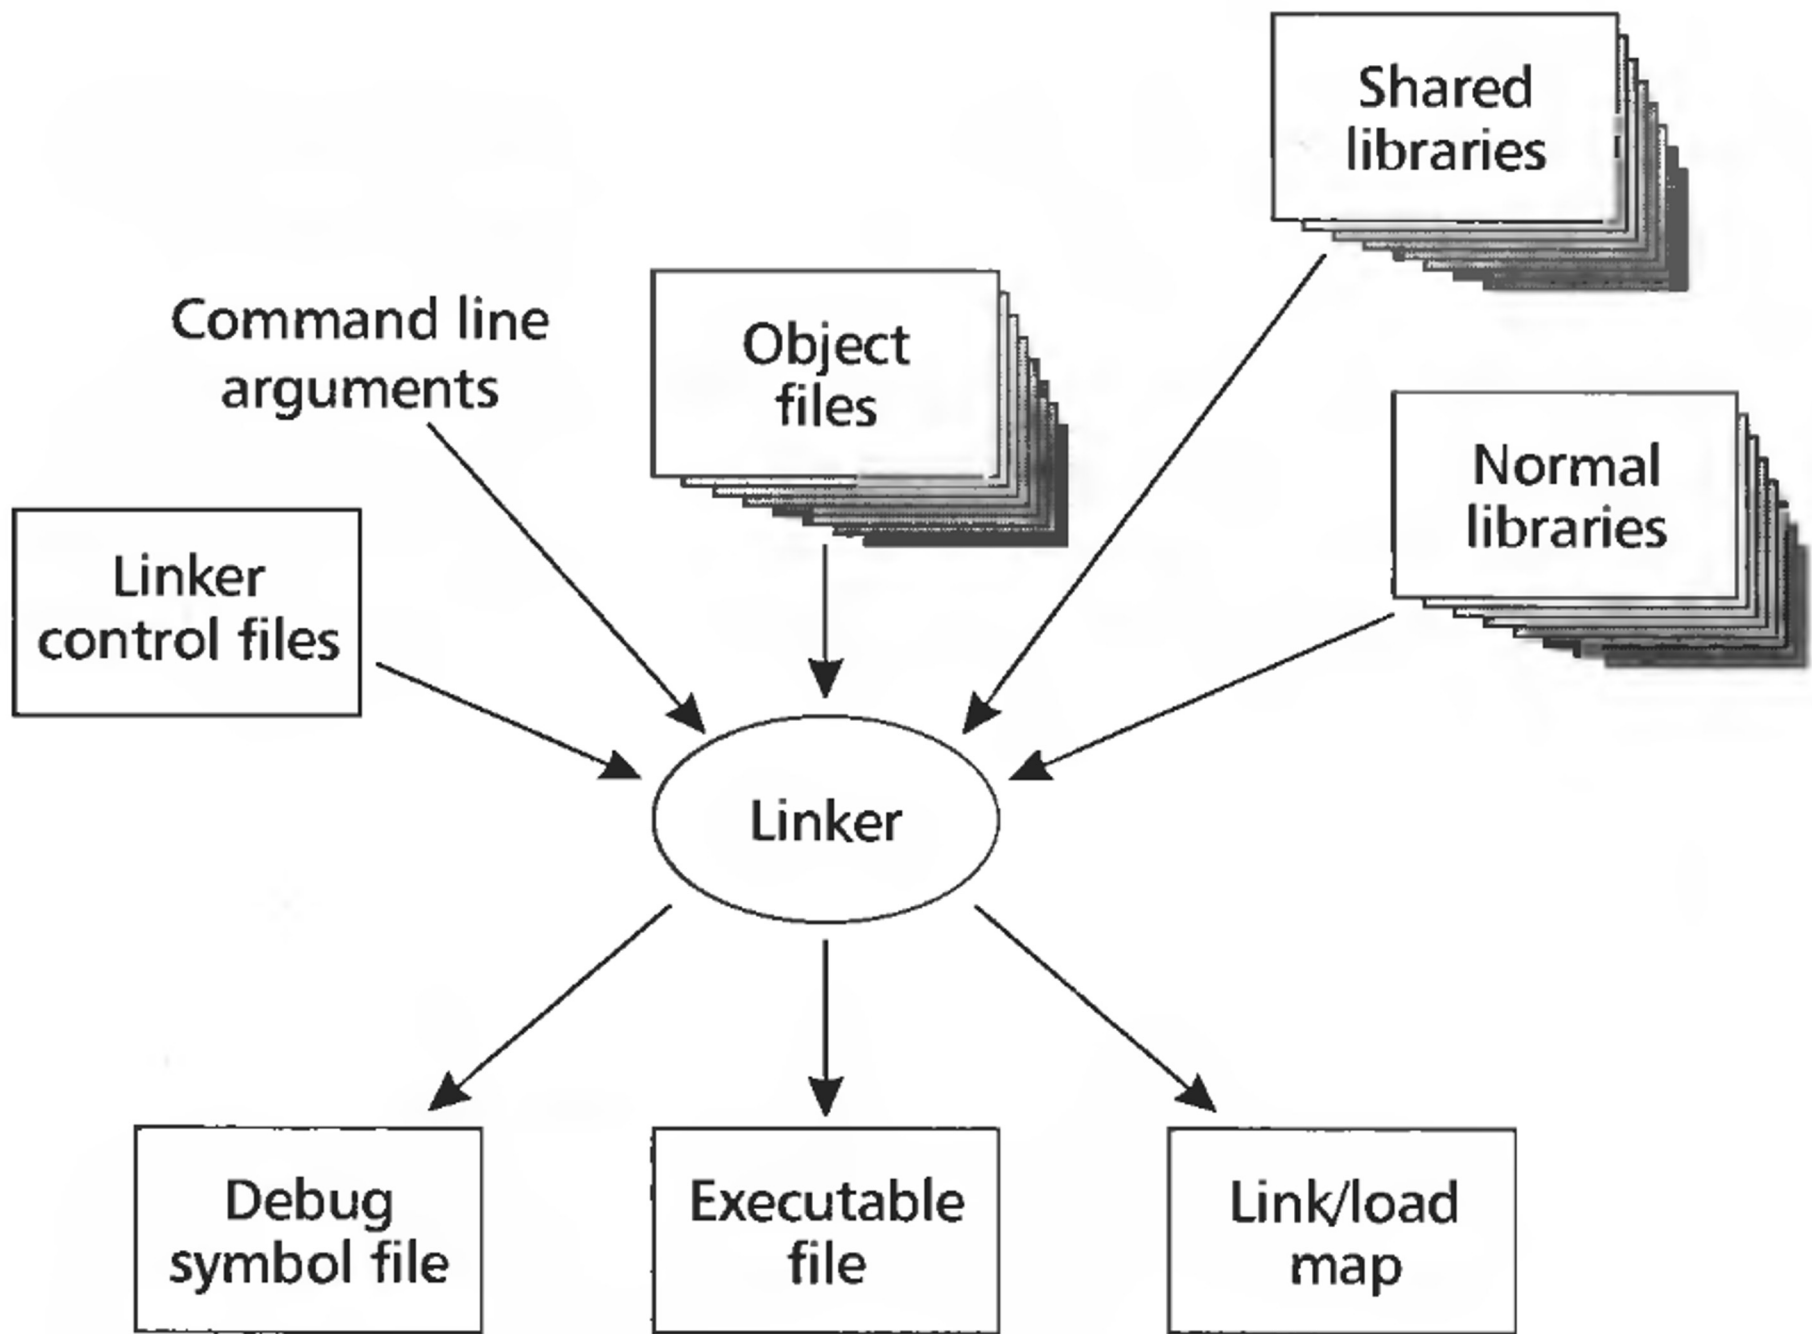 Shared
libraries
Command line
arguments
Object
files
Normal
libraries
Linker
control files
Linker
Debug
symbol file
Executable
file
Link/load
map